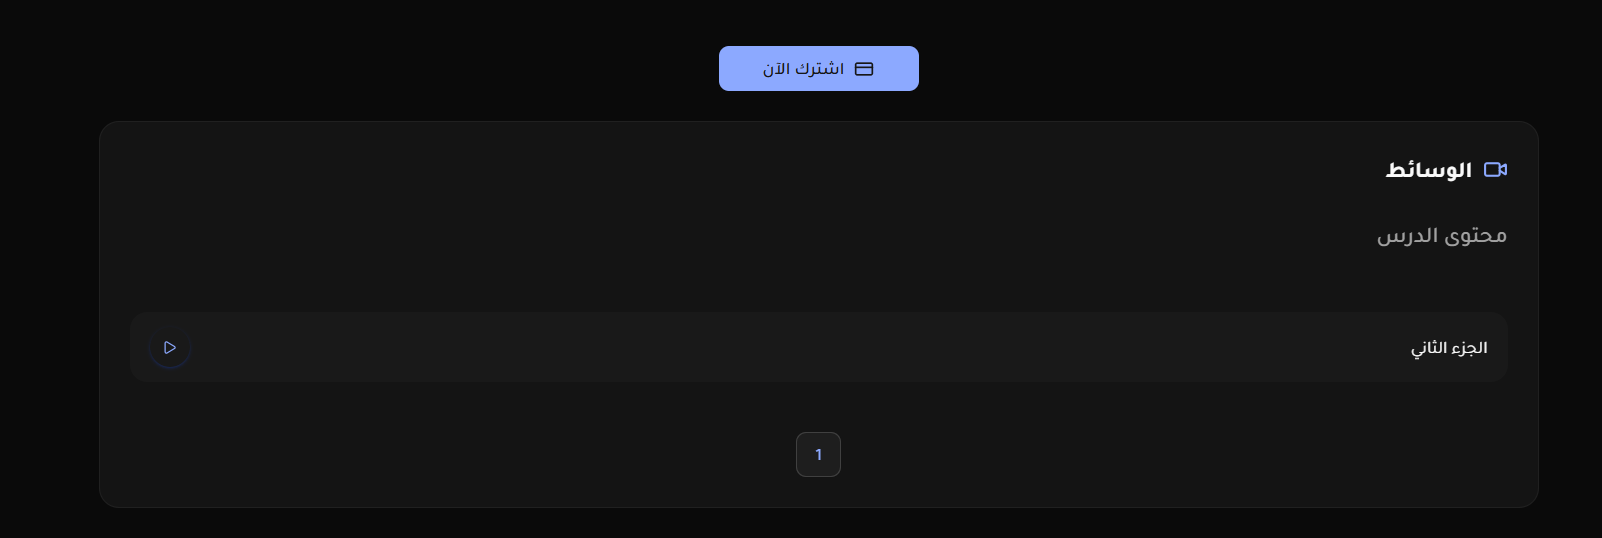 اشترك الآن
الوسائط
محتوى الدرس
الجزء الثاني
1